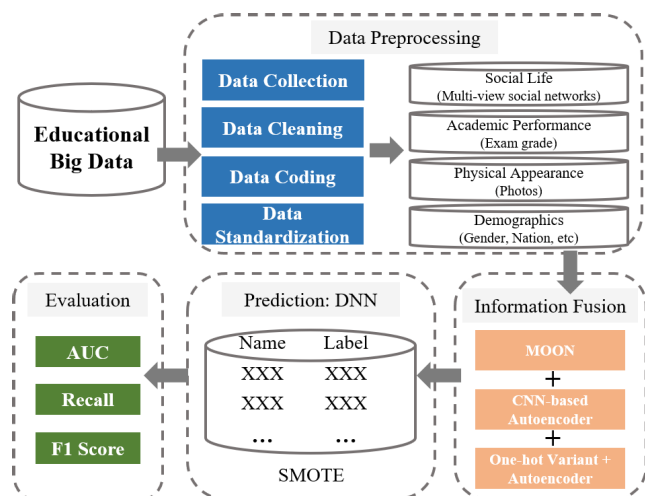 Data Preprocessing
Educational
Big Data
Data Collection
Data Cleaning
Data Coding
Data
Standardization
Social Life
(Multi-view social networks)
Academic Performance
(Exam grade)
Physical Appearance
(Photos)
Demographics
(Gender, Nation, etc)
Information Fusion
MOON
+
CNN-based
Autoencoder
+
One-hot Variant +
Autoencoder
Prediction: DNN
Name Label
XXX XXX
XXX XXX
... ...
SMOTE
Evaluation
AUC
Recall
F1 Score